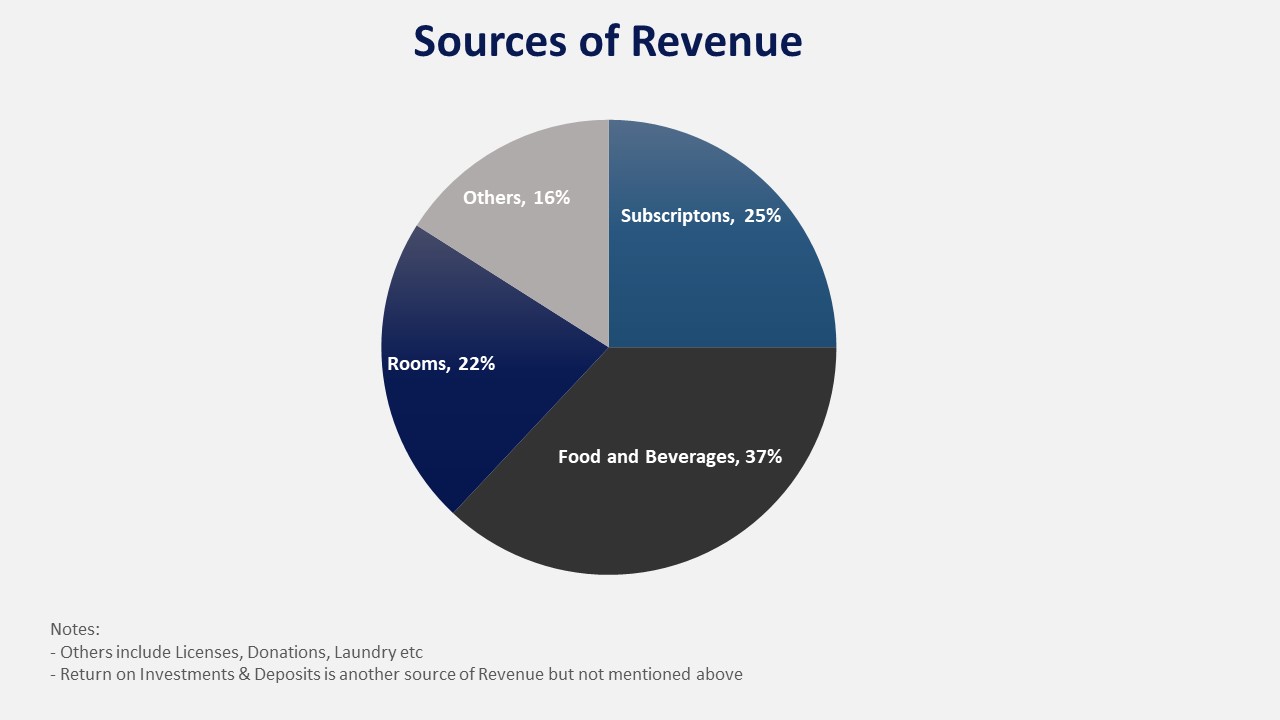 Sources of Revenue
Others, 16%
Subscriptons, 25%
Rooms, 22%
Food and Beverages, 37%
Notes:
- Others include Licenses, Donations, Laundry etc
- Return on Investments & Deposits is another source of Revenue but not mentioned above